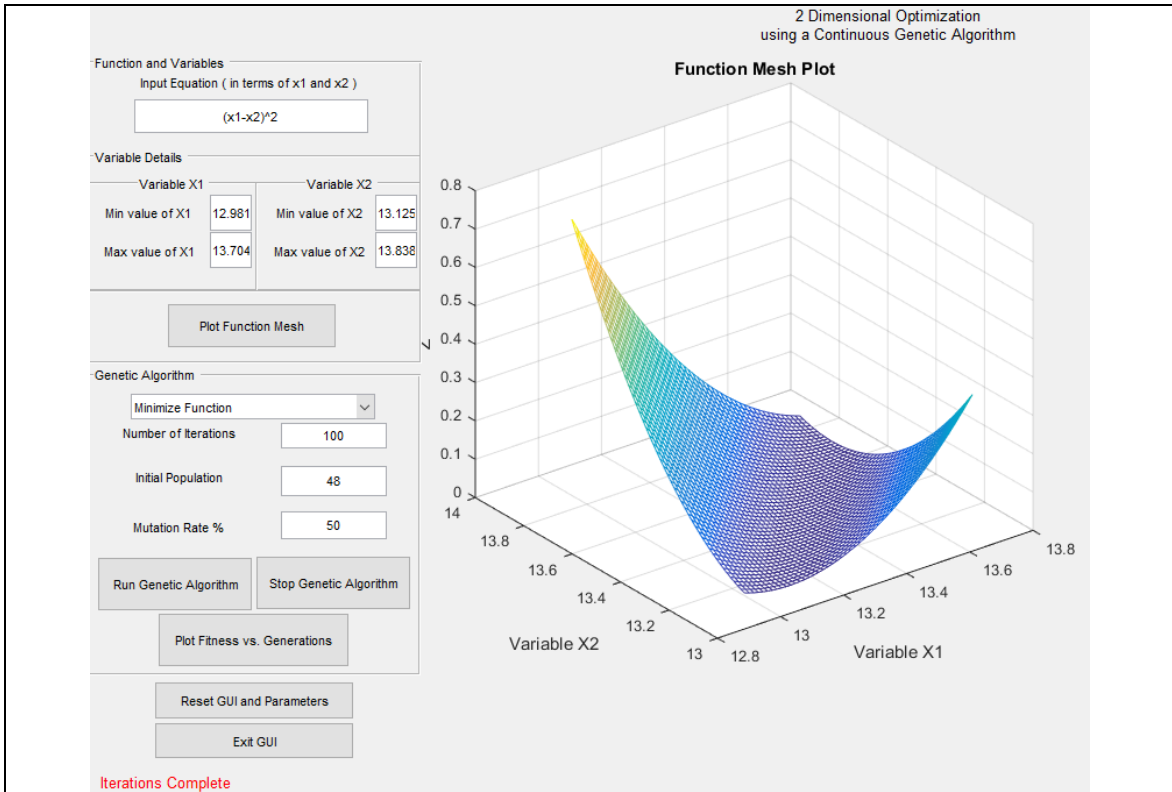 2 Dimensional Optimization
using a Continuous Genetic Algorithm
Function and Variables
Input Equation ( in terms of x1 and x2 )
(x1-x2)^2
Variable Details
Variable X1
Min value of X1 12.981
Max value of X1 13.704
Variable X2
Min value of X2 13.125
Max value of X2 13.838
Plot Function Mesh
Genetic Algorithm
Minimize Function
Number of Iterations 100
Initial Population 48
Mutation Rate % 50
Run Genetic Algorithm
Stop Genetic Algorithm
Plot Fitness vs. Generations
Reset GUI and Parameters
Exit GUI
Iterations Complete
Function Mesh Plot
0.8
0.7
0.6
0.5
0.4
0.3
0.2
0.1
0
14
13.8
13.6
13.4
13.2
13
Variable X2
12.8
13
13.2
13.4
13.6
13.8
Variable X1